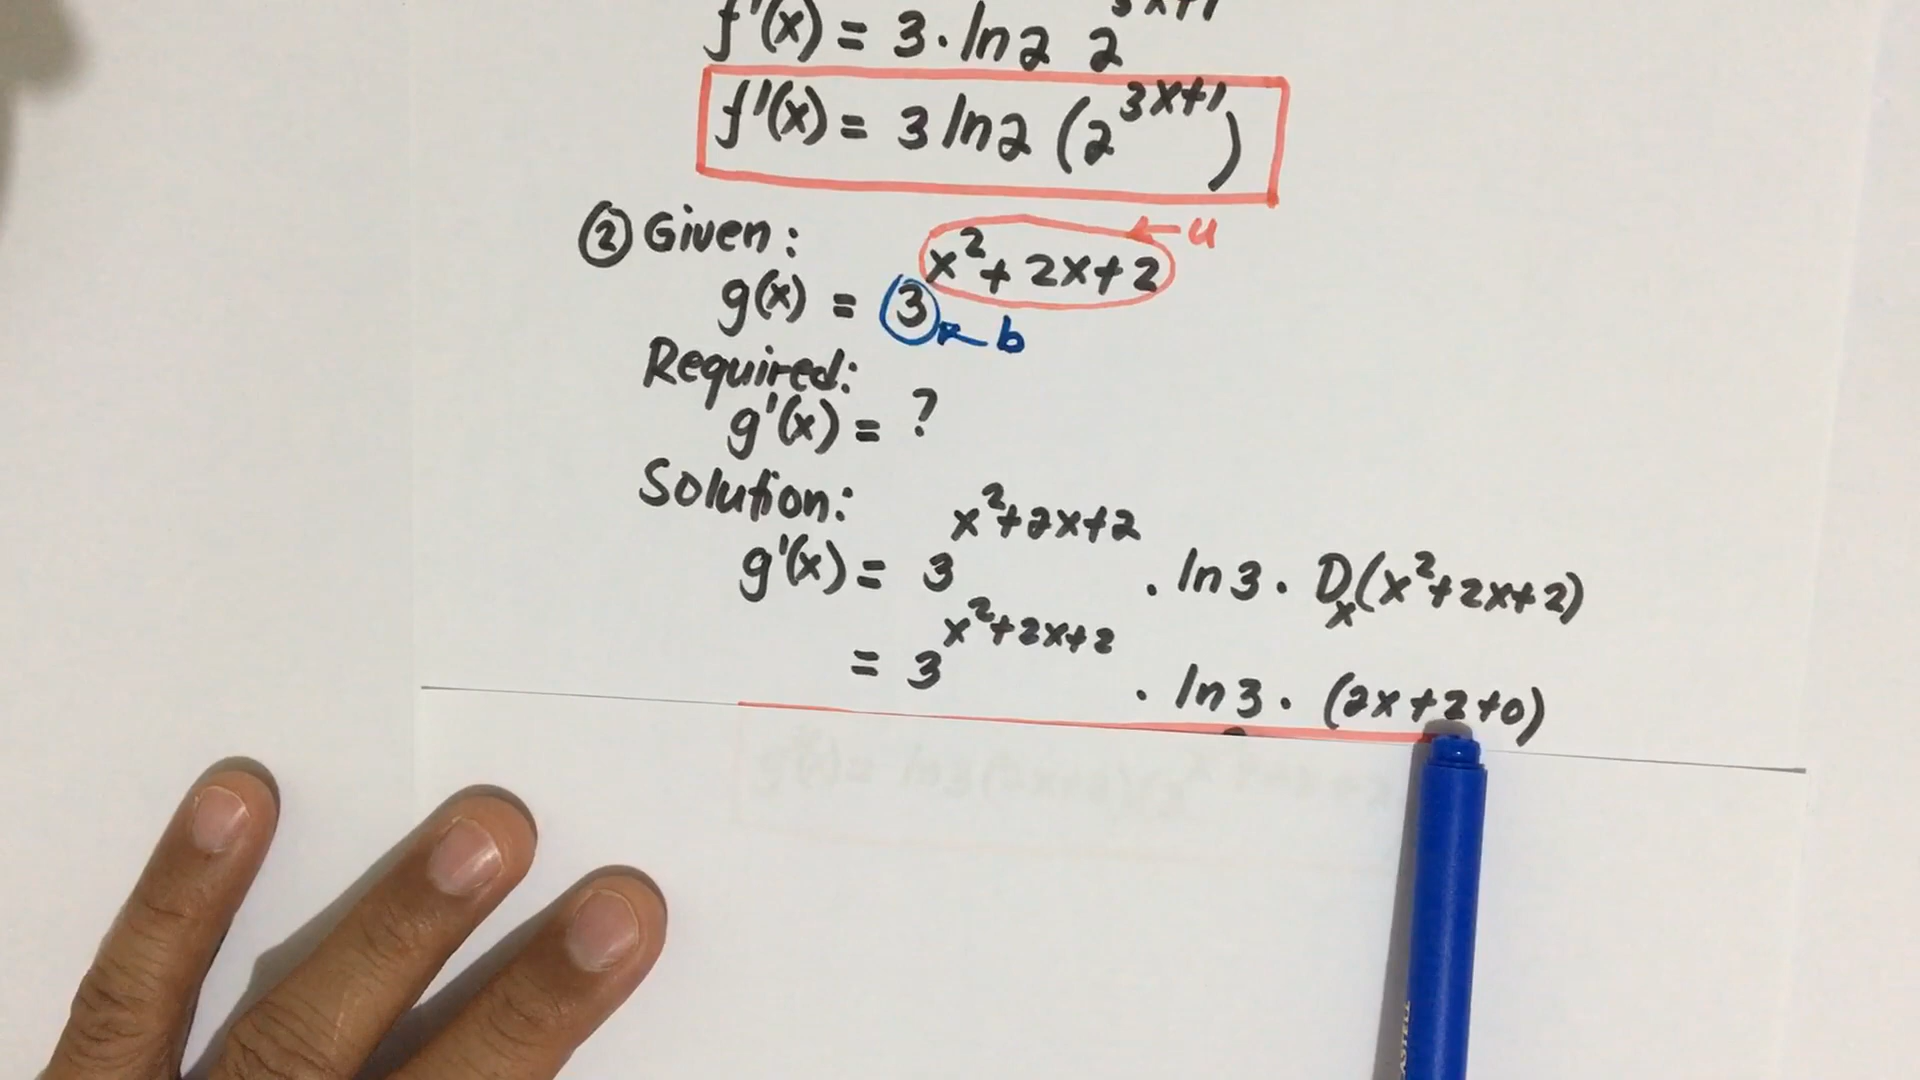 f'(x) = 3 · ln2 2^3x+1
f'(x) = 3 ln2 (2^3x+1)
② Given:
g(x) = 3^x²+2x+2 ← u
← b
Required:
g'(x) = ?
Solution:
g'(x) = 3^x²+2x+2 · ln3 · Dₓ(x²+2x+2)
= 3^x²+2x+2 · ln3 · (2x+2+0)